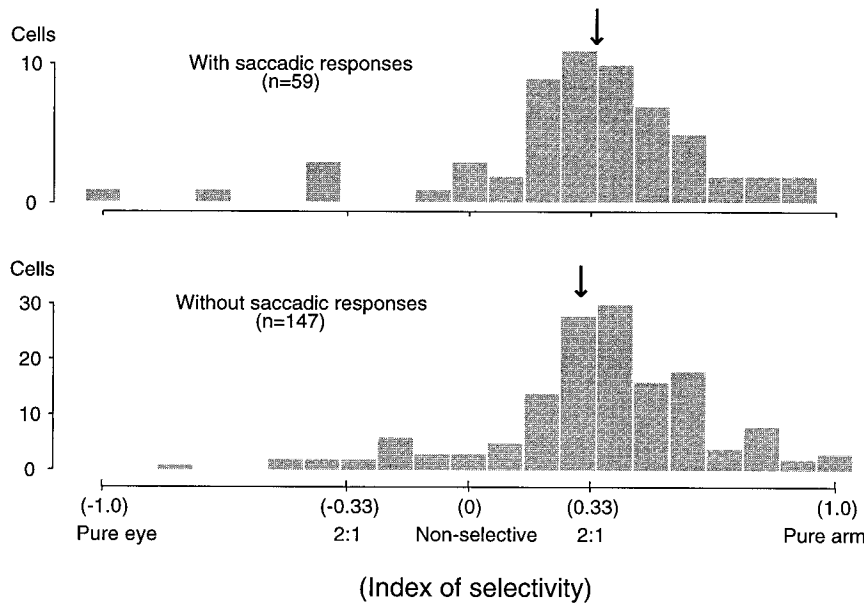 Cells
10
With saccadic responses
(n=59)
0
Cells
30
Without saccadic responses
(n=147)
20
10
0
(-1.0) (-0.33) (0) (0.33) (1.0)
Pure eye 2:1 Non-selective 2:1 Pure arm
(Index of selectivity)